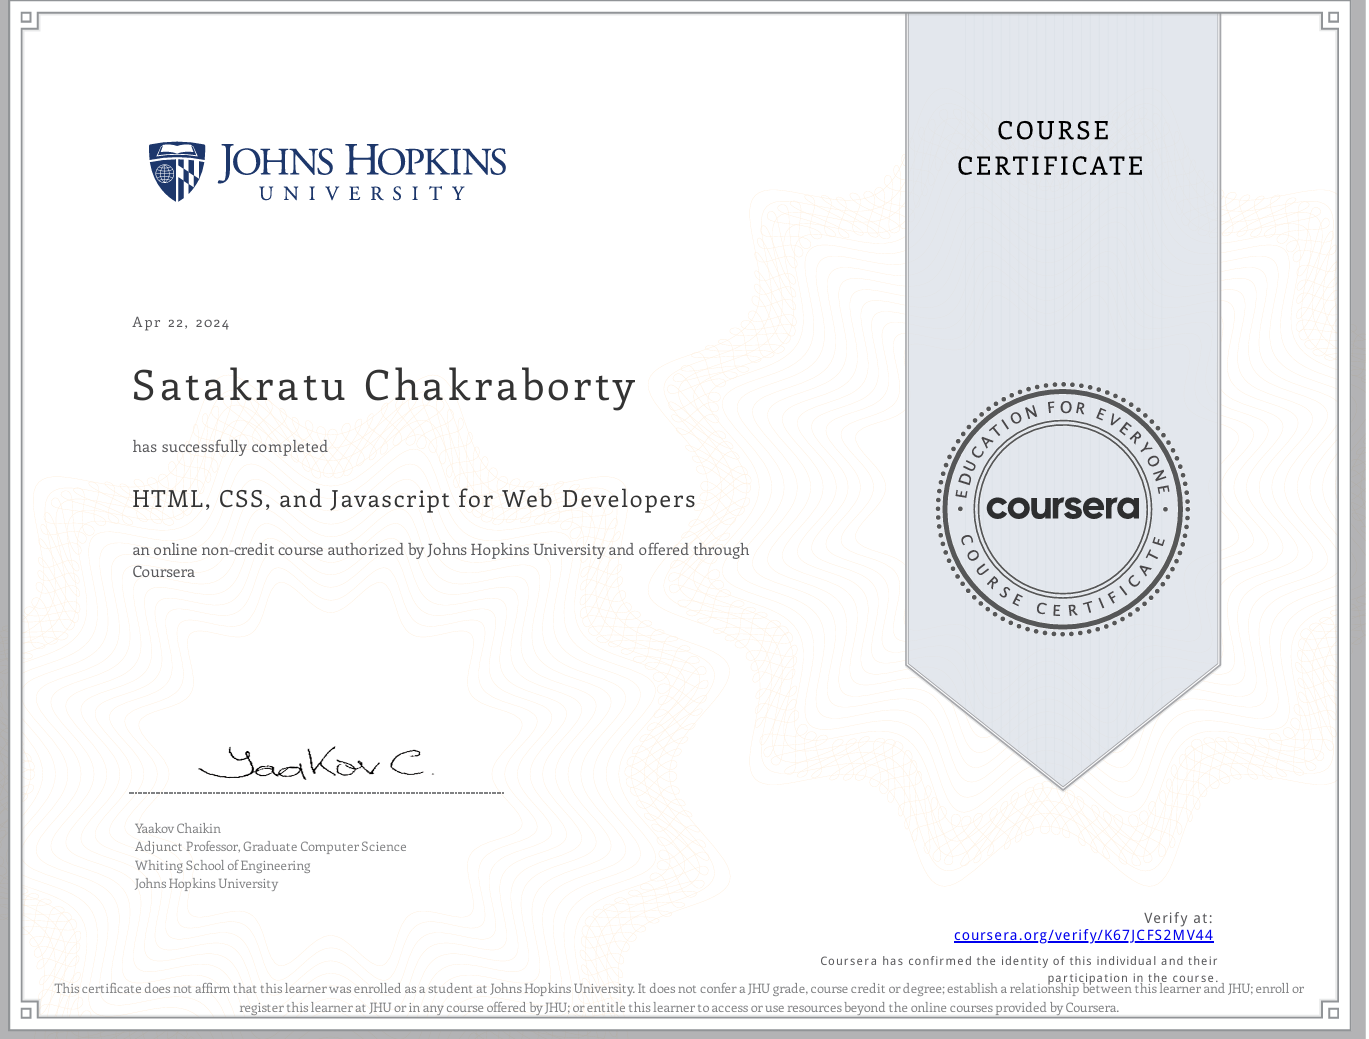 JOHNS HOPKINS
UNIVERSITY
COURSE
CERTIFICATE
Apr 22, 2024
Satakratu Chakraborty
has successfully completed
HTML, CSS, and Javascript for Web Developers
an online non-credit course authorized by Johns Hopkins University and offered through
Coursera
EDUCATION FOR EVERYONE
coursera
COURSE CERTIFICATE
Yaakov C.
Yaakov Chaikin
Adjunct Professor, Graduate Computer Science
Whiting School of Engineering
Johns Hopkins University
Verify at:
coursera.org/verify/K67JCFS2MV44
Coursera has confirmed the identity of this individual and their
participation in the course.
This certificate does not affirm that this learner was enrolled as a student at Johns Hopkins University. It does not confer a JHU grade, course credit or degree; establish a relationship between this learner and JHU; enroll or
register this learner at JHU or in any course offered by JHU; or entitle this learner to access or use resources beyond the online courses provided by Coursera.